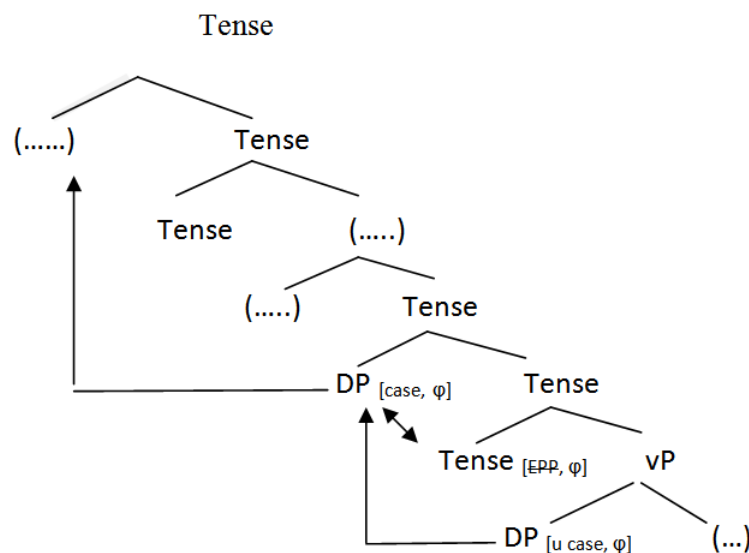 Tense
(......) Tense
Tense (.....)
(.....) Tense
DP [case, φ] Tense
Tense [EPP, φ] vP
DP [u case, φ] (...)